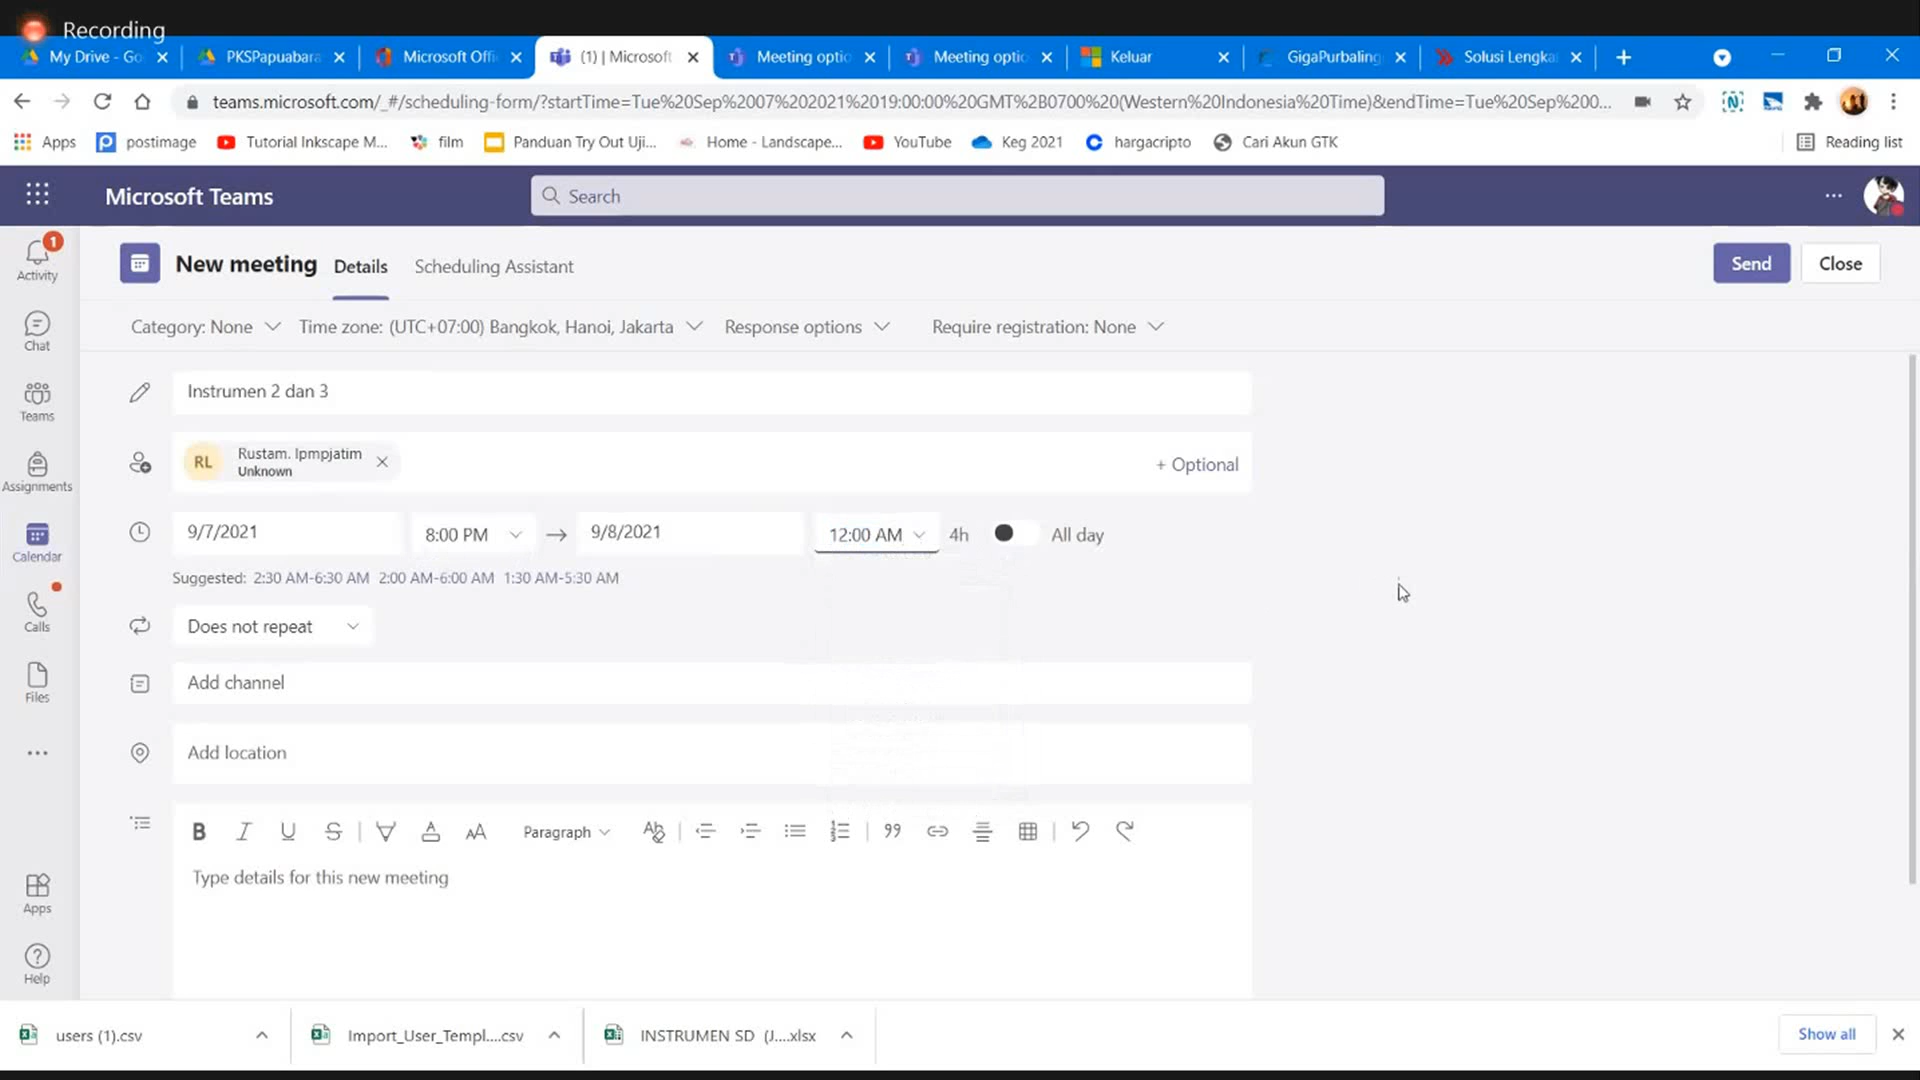 Recording
My Drive - Go
PKSPapuabara
Microsoft Offi
(1) | Microsoft
Meeting optio
Meeting optio
Keluar
GigaPurbaling
Solusi Lengka
teams.microsoft.com/_#/scheduling-form/?startTime=Tue%20Sep%2007%202021%2019:00:00%20GMT%2B0700%20(Western%20Indonesia%20Time)&endTime=Tue%20Sep%200...
Apps postimage Tutorial Inkscape M... film Panduan Try Out Uji... Home - Landscape... YouTube Keg 2021 hargacripto Cari Akun GTK Reading list
Microsoft Teams
Search
1
Activity
New meeting Details Scheduling Assistant
Send Close
Category: None Time zone: (UTC+07:00) Bangkok, Hanoi, Jakarta Response options Require registration: None
Chat
Instrumen 2 dan 3
Teams
RL
Rustam. lpmpjatim
Unknown
+ Optional
Assignments
9/7/2021 8:00 PM → 9/8/2021 12:00 AM 4h All day
Calendar
Suggested: 2:30 AM-6:30 AM 2:00 AM-6:00 AM 1:30 AM-5:30 AM
Calls
Does not repeat
Files
Add channel
Add location
B I U S Paragraph
Type details for this new meeting
Apps
Help
users (1).csv
Import_User_Templ....csv
INSTRUMEN SD (J....xlsx
Show all